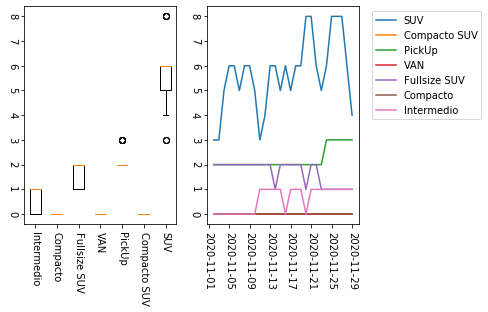 8
7
6
5
4
3
2
1
0
Intermedio
Compacto
Fullsize SUV
VAN
PickUp
Compacto SUV
SUV
8
7
6
5
4
3
2
1
0
2020-11-01
2020-11-05
2020-11-09
2020-11-13
2020-11-17
2020-11-21
2020-11-25
2020-11-29
SUV
Compacto SUV
PickUp
VAN
Fullsize SUV
Compacto
Intermedio